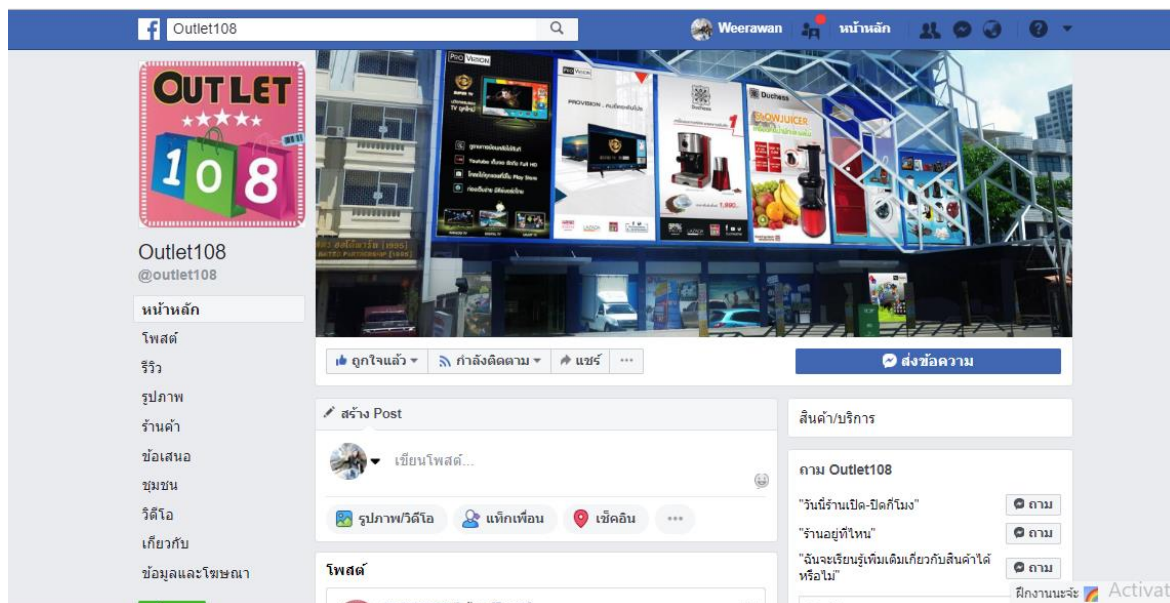 Outlet108
Weerawan
หน้าหลัก
OUTLET
108
PRO VISION
PROVISION
DUCHESS
Duchess
SLOWJUICER
1,890.-
Outlet108
@outlet108
หน้าหลัก
โพสต์
รีวิว
รูปภาพ
ร้านค้า
ข้อเสนอ
ชุมชน
วิดีโอ
เกี่ยวกับ
ข้อมูลและโฆษณา
ถูกใจแล้ว
กำลังติดตาม
แชร์
ส่งข้อความ
สร้าง Post
เขียนโพสต์...
รูปภาพ/วิดีโอ
แท็กเพื่อน
เช็คอิน
โพสต์
สินค้า/บริการ
ถาม Outlet108
"วันนี้ร้านเปิด-ปิดกี่โมง" ถาม
"ร้านอยู่ที่ไหน" ถาม
"ฉันจะเรียนรู้เพิ่มเติมเกี่ยวกับสินค้าได้
หรือไม่" ถาม
ฝึกงานนะจ๊ะ
Activat